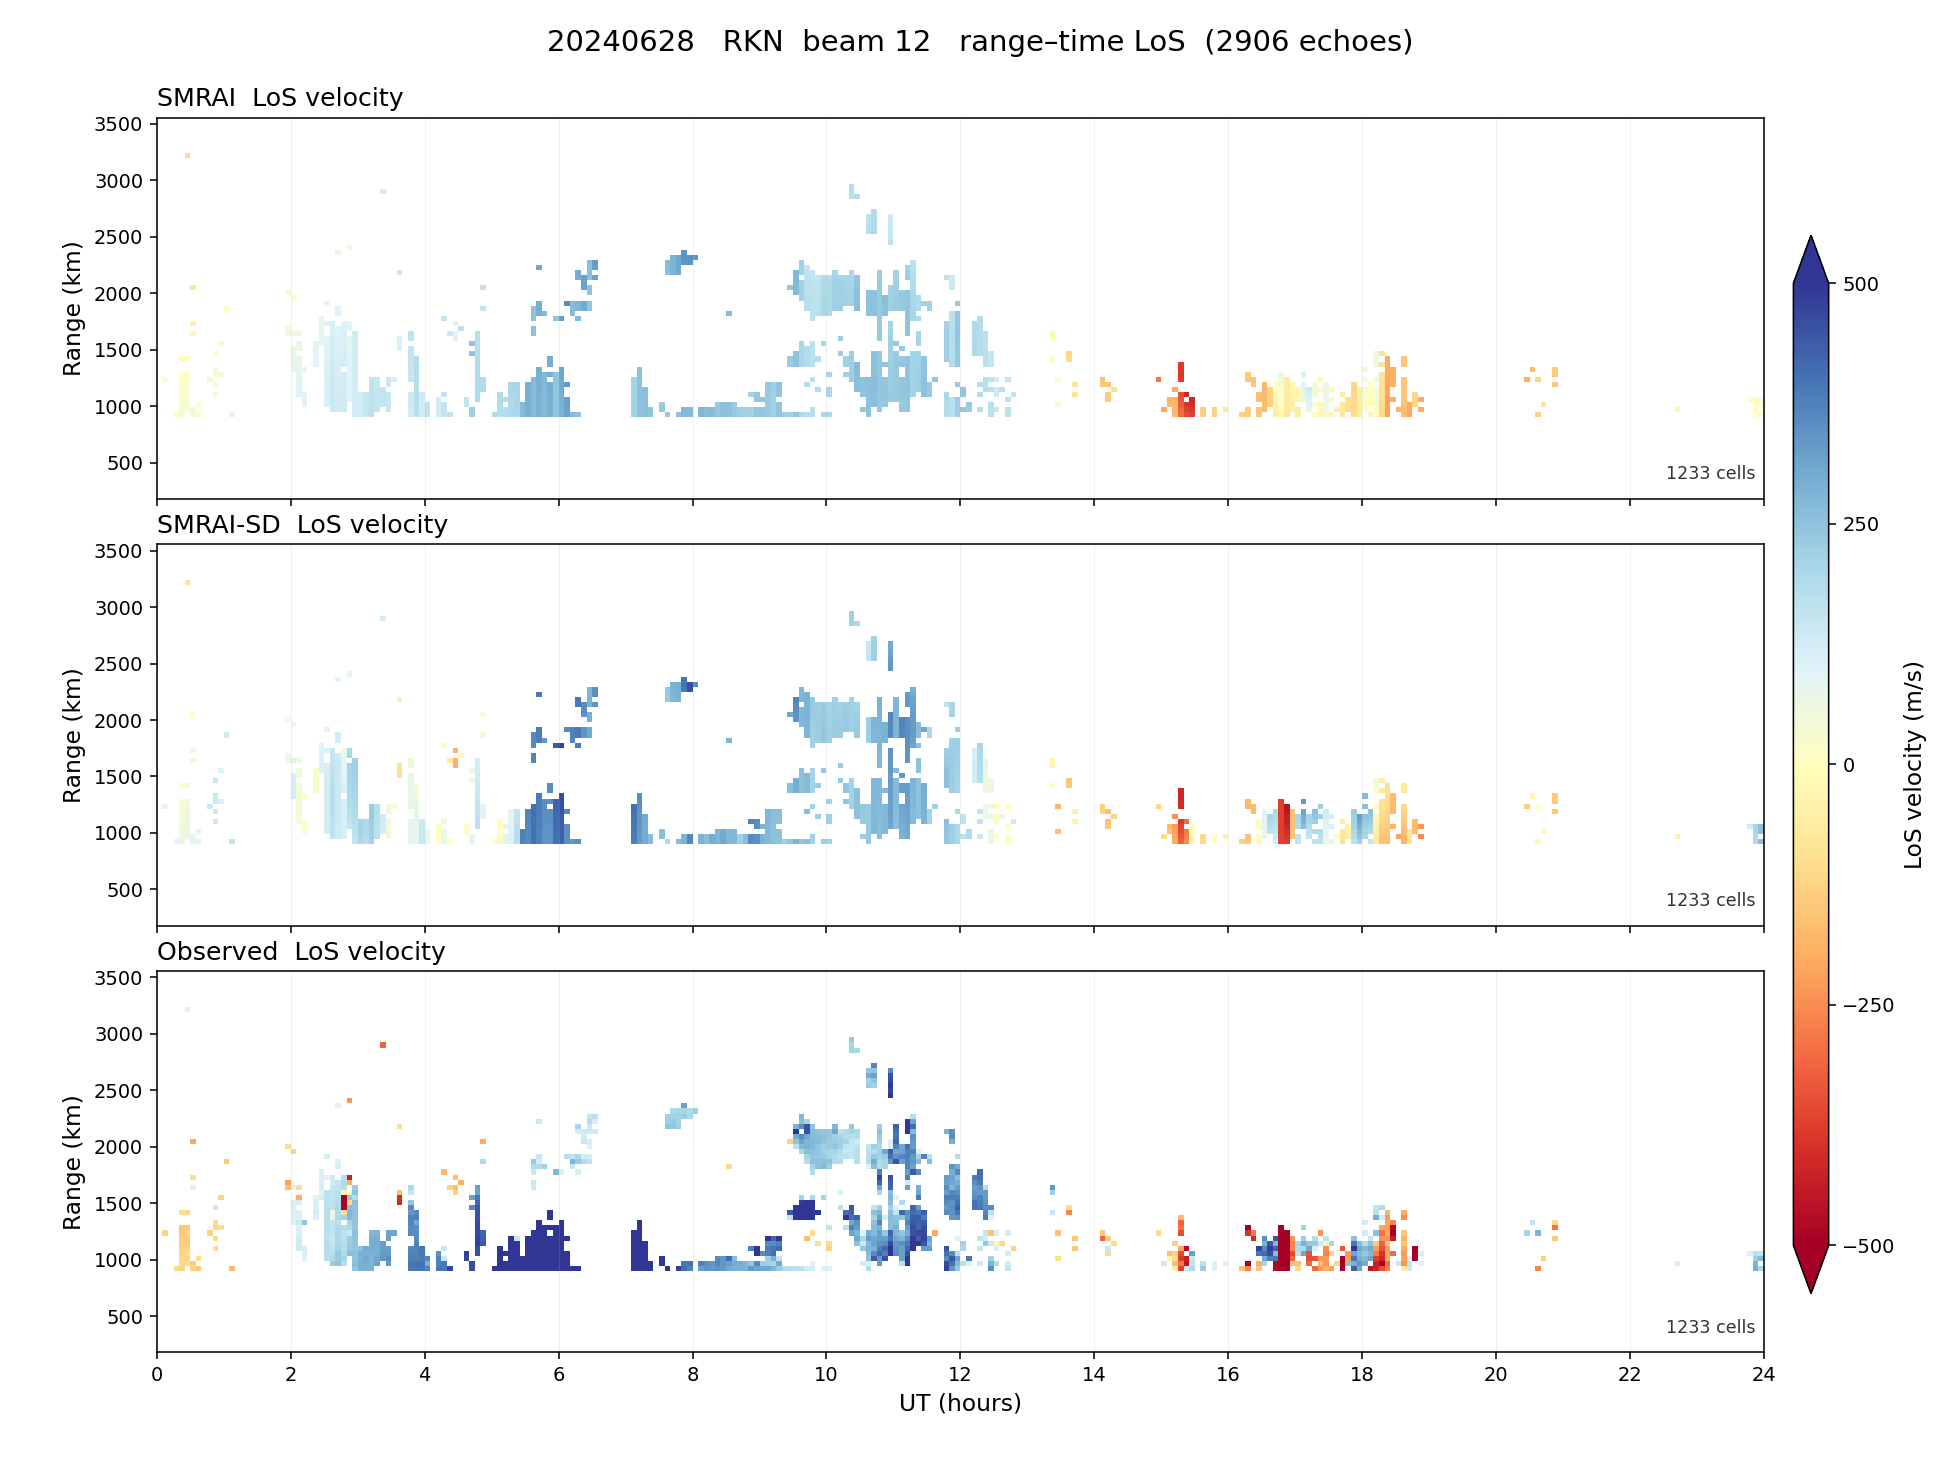 20240628   RKN  beam 12   range–time LoS  (2906 echoes)
SMRAI  LoS velocity
3500
3000
2500
2000
1500
1000
500
Range (km)
1233 cells
SMRAI-SD  LoS velocity
3500
3000
2500
2000
1500
1000
500
Range (km)
1233 cells
Observed  LoS velocity
3500
3000
2500
2000
1500
1000
500
Range (km)
1233 cells
0 2 4 6 8 10 12 14 16 18 20 22 24
UT (hours)
500
250
0
−250
−500
LoS velocity (m/s)